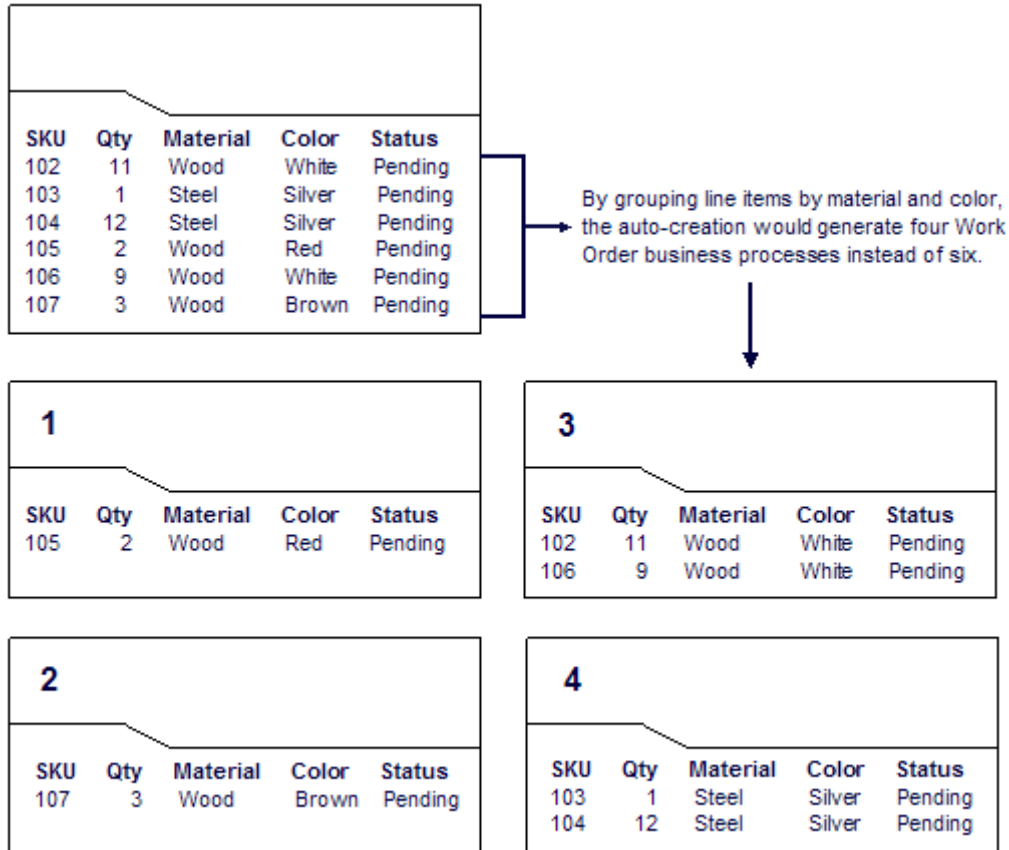 SKU Qty Material Color Status
102 11 Wood White Pending
103 1 Steel Silver Pending
104 12 Steel Silver Pending
105 2 Wood Red Pending
106 9 Wood White Pending
107 3 Wood Brown Pending
By grouping line items by material and color,
the auto-creation would generate four Work
Order business processes instead of six.
1
SKU Qty Material Color Status
105 2 Wood Red Pending
3
SKU Qty Material Color Status
102 11 Wood White Pending
106 9 Wood White Pending
2
SKU Qty Material Color Status
107 3 Wood Brown Pending
4
SKU Qty Material Color Status
103 1 Steel Silver Pending
104 12 Steel Silver Pending